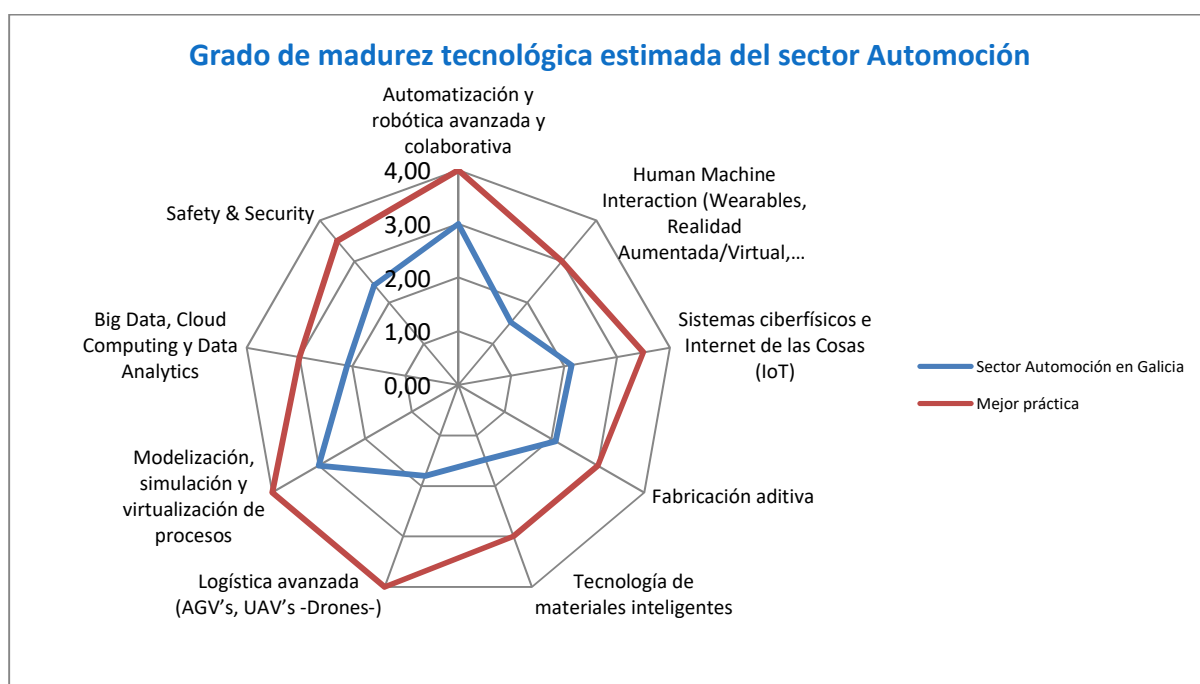 Grado de madurez tecnológica estimada del sector Automoción
Automatización y
robótica avanzada y
colaborativa
4,00
3,00
2,00
1,00
0,00
Human Machine
Interaction (Wearables,
Realidad
Aumentada/Virtual,...
Sistemas ciberfísicos e
Internet de las Cosas
(IoT)
Fabricación aditiva
Tecnología de
materiales inteligentes
Logística avanzada
(AGV's, UAV's -Drones-)
Modelización,
simulación y
virtualización de
procesos
Big Data, Cloud
Computing y Data
Analytics
Safety & Security
Sector Automoción en Galicia
Mejor práctica